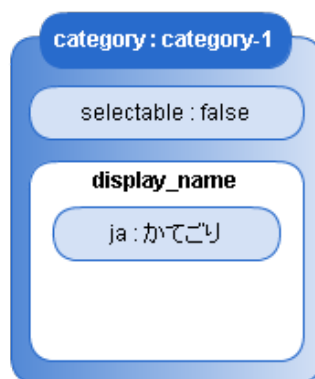 category : category-1
selectable : false
display_name
ja : かてごり